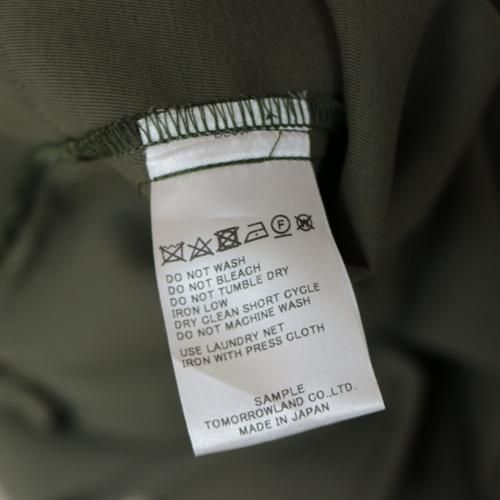 DO NOT WASH
DO NOT BLEACH
DO NOT TUMBLE DRY
IRON LOW
DRY CLEAN SHORT CYCLE
DO NOT MACHINE WASH
USE LAUNDRY NET
IRON WITH PRESS CLOTH
SAMPLE
TOMORROWLAND CO.,LTD.
MADE IN JAPAN